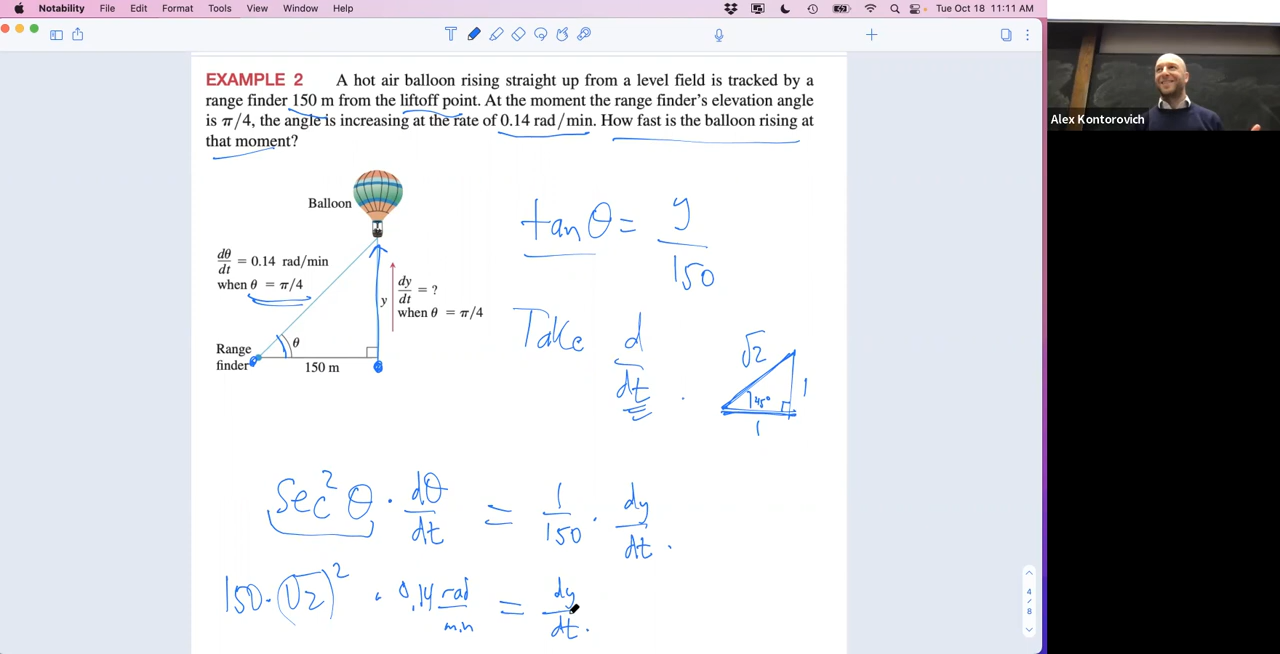 Notability File Edit Format Tools View Window Help Tue Oct 18 11:11 AM
EXAMPLE 2 A hot air balloon rising straight up from a level field is tracked by a
range finder 150 m from the liftoff point. At the moment the range finder's elevation angle
is π/4, the angle is increasing at the rate of 0.14 rad/min. How fast is the balloon rising at
that moment?
Alex Kontorovich
Balloon
tan θ = y/150
dθ/dt = 0.14 rad/min
when θ = π/4
y
dy/dt = ?
when θ = π/4
Range
finder
θ
150 m
Take d/dt.
√2
45°
1
1
sec² θ · dθ/dt = 1/150 · dy/dt.
150·(√2)² · 0.14 rad/min = dy/dt.
4
/
8